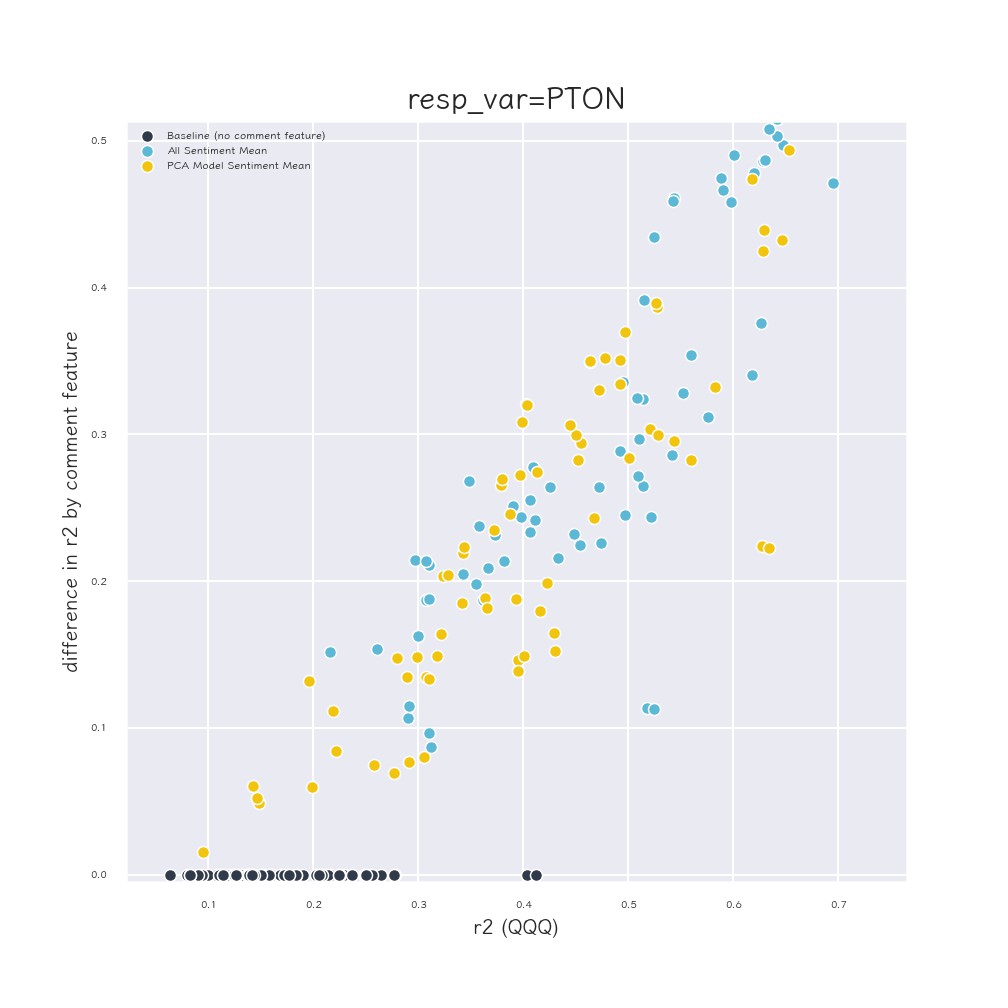 resp_var=PTON
Baseline (no comment feature)
All Sentiment Mean
PCA Model Sentiment Mean
difference in r2 by comment feature
0.5
0.4
0.3
0.2
0.1
0.0
0.1 0.2 0.3 0.4 0.5 0.6 0.7
r2 (QQQ)